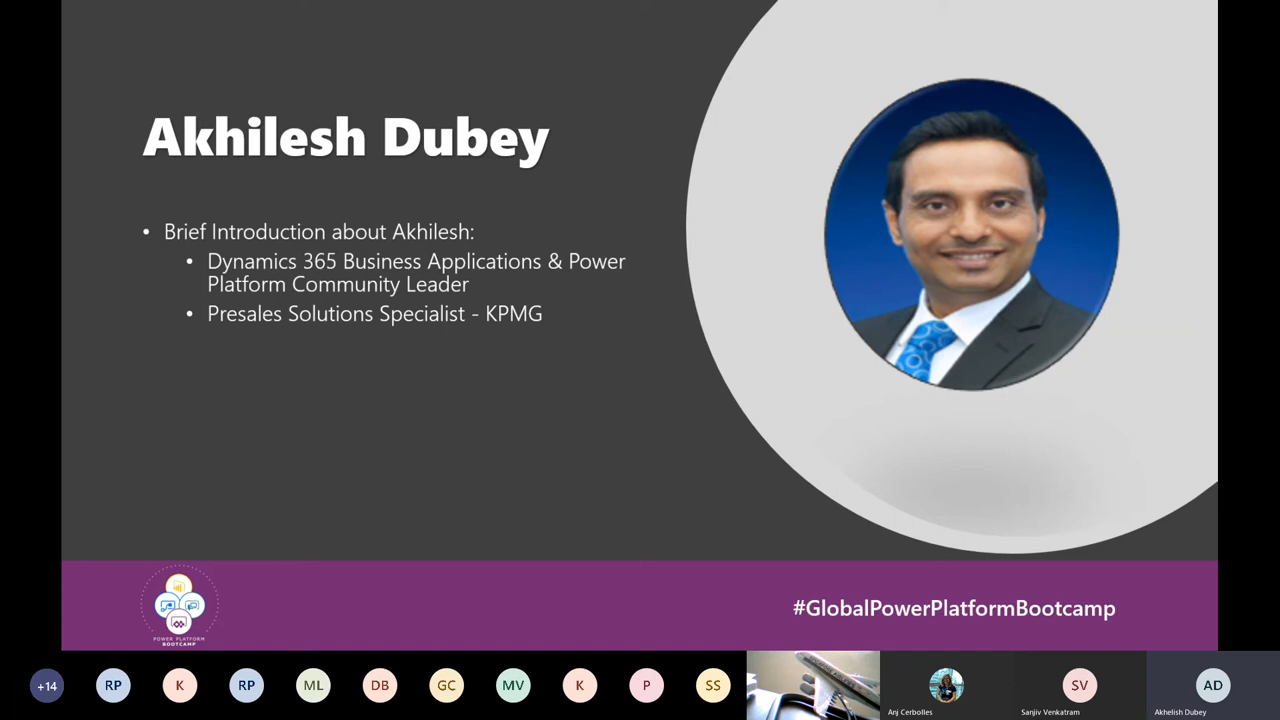 Akhilesh Dubey
• Brief Introduction about Akhilesh:
• Dynamics 365 Business Applications & Power
Platform Community Leader
• Presales Solutions Specialist - KPMG
POWER PLATFORM
BOOTCAMP
#GlobalPowerPlatformBootcamp
+14 RP K RP ML DB GC MV K P SS SV AD
Anj Cerbolles Sanjiv Venkatram Akhelish Dubey